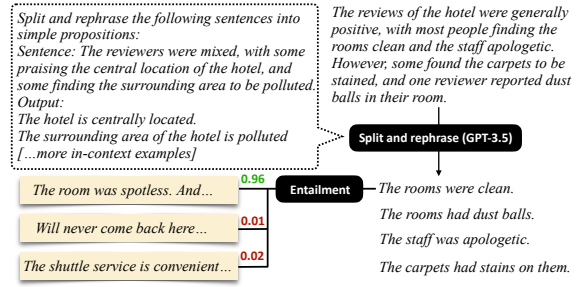 Split and rephrase the following sentences into
simple propositions:
Sentence: The reviewers were mixed, with some
praising the central location of the hotel, and
some finding the surrounding area to be polluted.
Output:
The hotel is centrally located.
The surrounding area of the hotel is polluted
[…more in-context examples]
The reviews of the hotel were generally
positive, with most people finding the
rooms clean and the staff apologetic.
However, some found the carpets to be
stained, and one reviewer reported dust
balls in their room.
Split and rephrase (GPT-3.5)
The room was spotless. And…
0.96
Entailment
The rooms were clean.
Will never come back here…
0.01
The rooms had dust balls.
The staff was apologetic.
The shuttle service is convenient…
0.02
The carpets had stains on them.